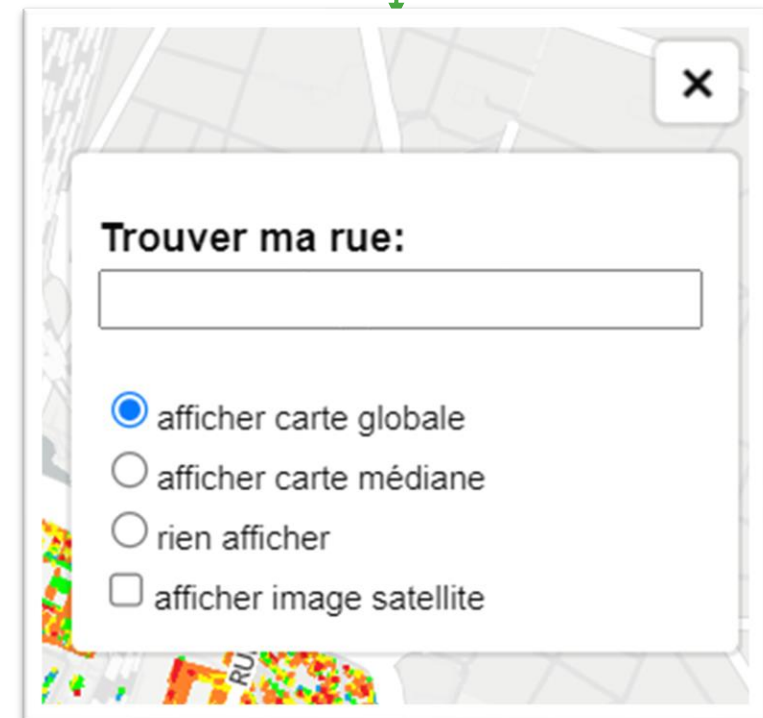 Trouver ma rue:
afficher carte globale
afficher carte médiane
rien afficher
afficher image satellite